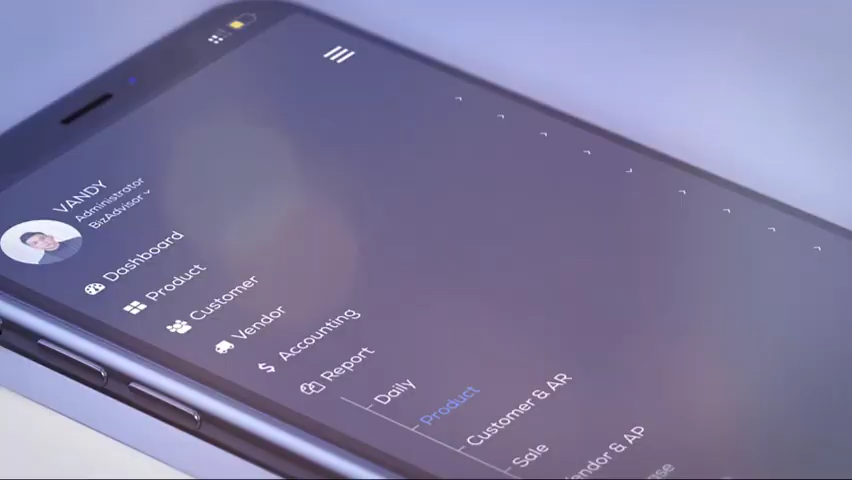 VANDY
Administrator
BizAdvisor
Dashboard
Product
Customer
Vendor
Accounting
Report
Daily
Product
Customer & AR
Sale
Vendor & AP